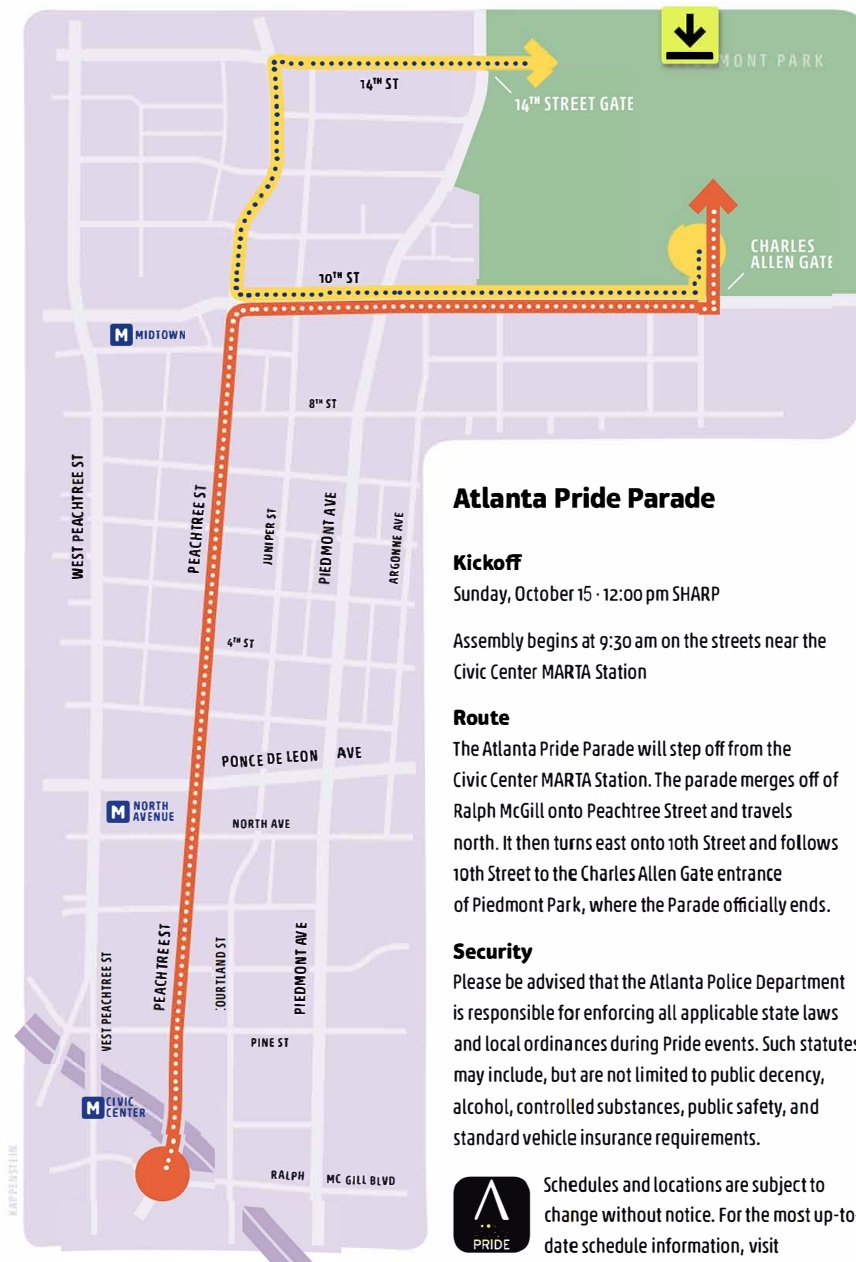 MONT PARK
14TH ST
14TH STREET GATE
CHARLES
ALLEN GATE
10TH ST
M MIDTOWN
8TH ST
WEST PEACHTREE ST
PEACHTREE ST
JUNIPER ST
PIEDMONT AVE
ARGONNE AVE
4TH ST
PONCE DE LEON AVE
M NORTH
AVENUE
NORTH AVE
VEST PEACHTREE ST
PEACHTREE ST
OURTLAND ST
PIEDMONT AVE
PINE ST
M CIVIC
CENTER
RALPH MC GILL BLVD
KAPPENSTEIN
Atlanta Pride Parade
Kickoff
Sunday, October 15 · 12:00 pm SHARP
Assembly begins at 9:30 am on the streets near the
Civic Center MARTA Station
Route
The Atlanta Pride Parade will step off from the
Civic Center MARTA Station. The parade merges off of
Ralph McGill onto Peachtree Street and travels
north. It then turns east onto 10th Street and follows
10th Street to the Charles Allen Gate entrance
of Piedmont Park, where the Parade officially ends.
Security
Please be advised that the Atlanta Police Department
is responsible for enforcing all applicable state laws
and local ordinances during Pride events. Such statutes
may include, but are not limited to public decency,
alcohol, controlled substances, public safety, and
standard vehicle insurance requirements.
PRIDE
Schedules and locations are subject to
change without notice. For the most up-to-
date schedule information, visit